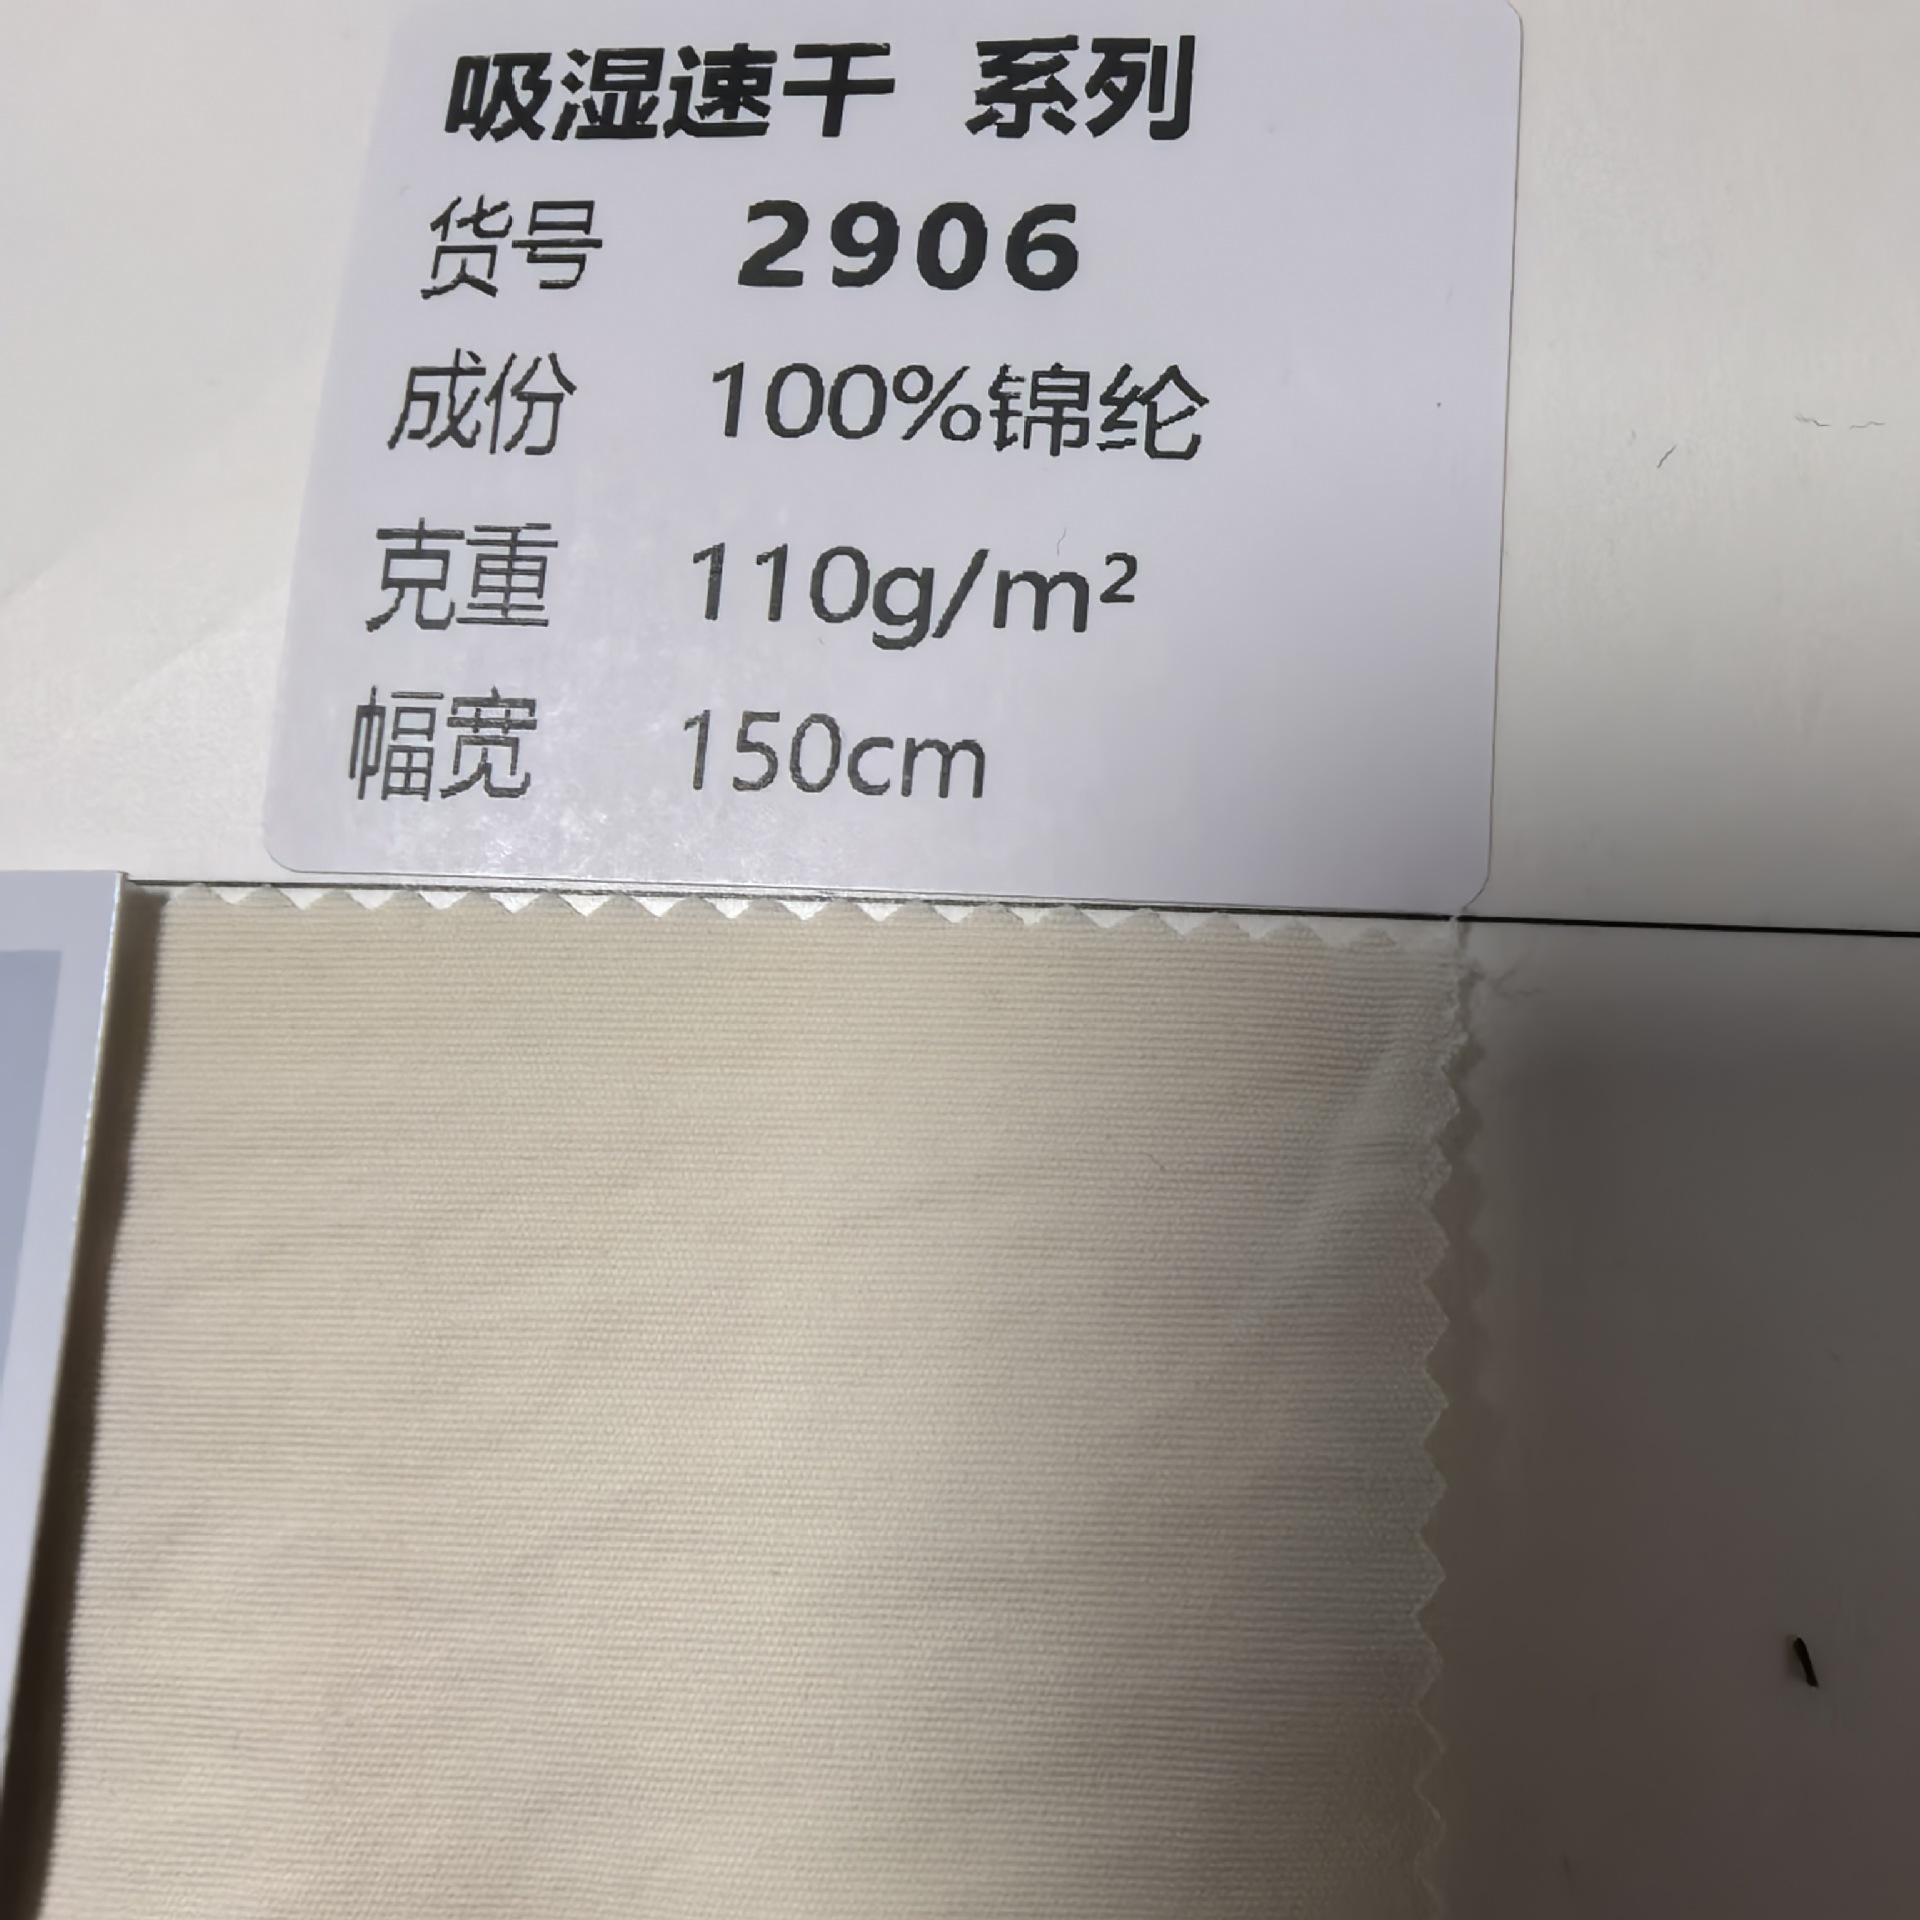 吸湿速干 系列
货号 2906
成份 100%锦纶
克重 110g/m²
幅宽 150cm